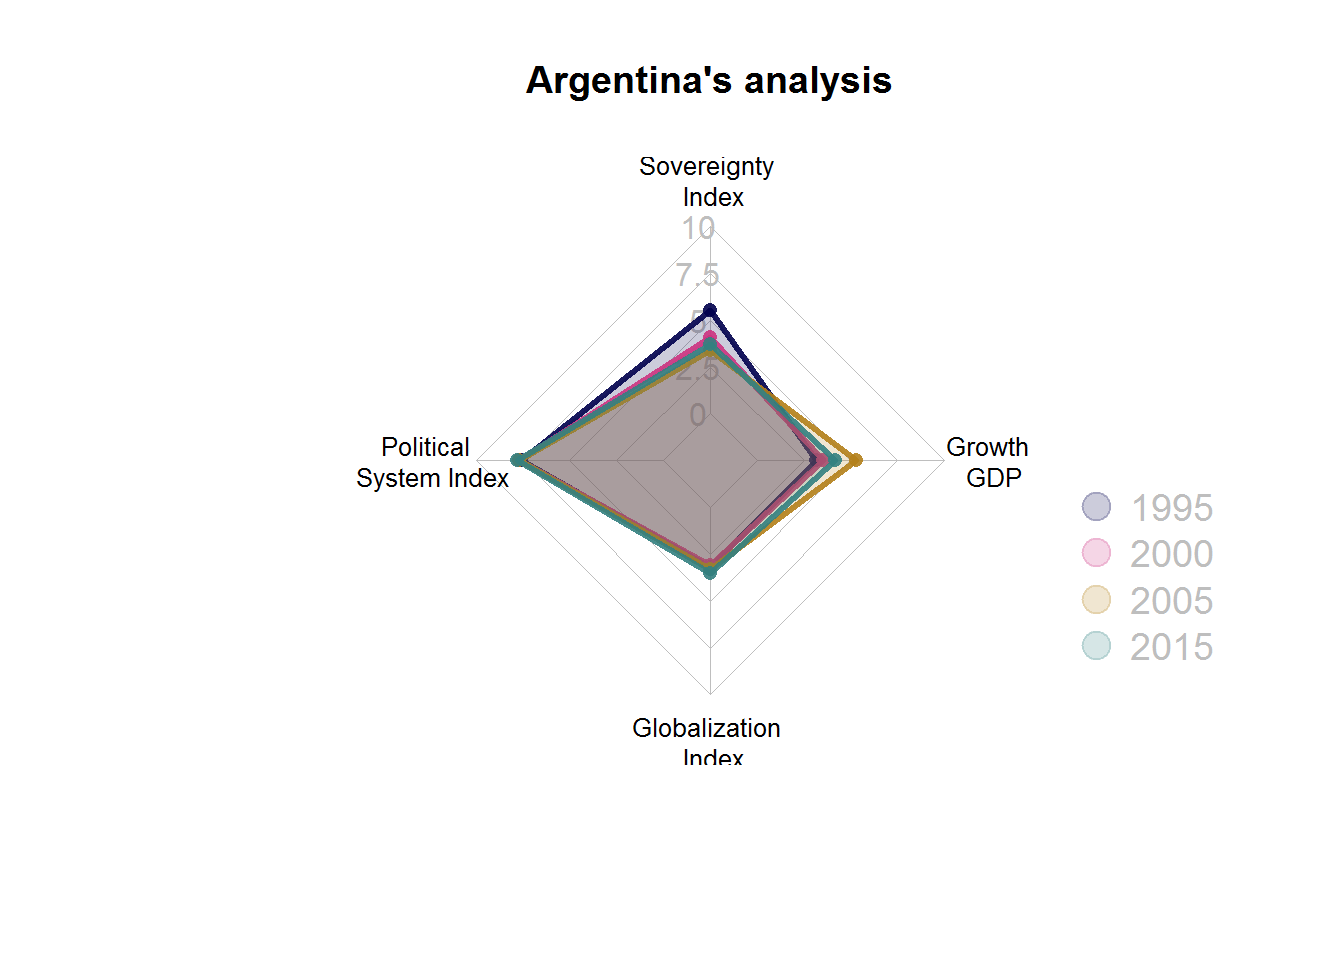 Argentina's analysis
Sovereignty
Index
10
7.5
5
2.5
0
Political
System Index
Growth
GDP
1995
2000
2005
2015
Globalization
Index